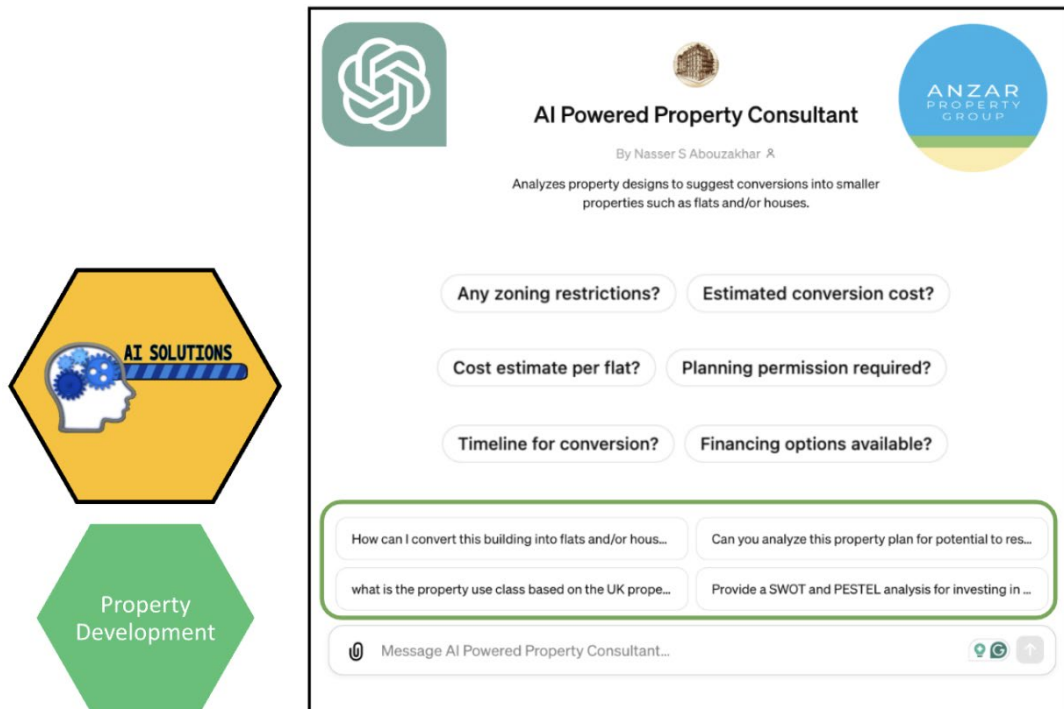 ANZAR
PROPERTY
GROUP
AI Powered Property Consultant
By Nasser S Abouzakhar
Analyzes property designs to suggest conversions into smaller
properties such as flats and/or houses.
Any zoning restrictions?
Estimated conversion cost?
AI SOLUTIONS
Cost estimate per flat?
Planning permission required?
Timeline for conversion?
Financing options available?
How can I convert this building into flats and/or hous...
Can you analyze this property plan for potential to res...
what is the property use class based on the UK prope...
Provide a SWOT and PESTEL analysis for investing in ...
Property
Development
Message AI Powered Property Consultant...